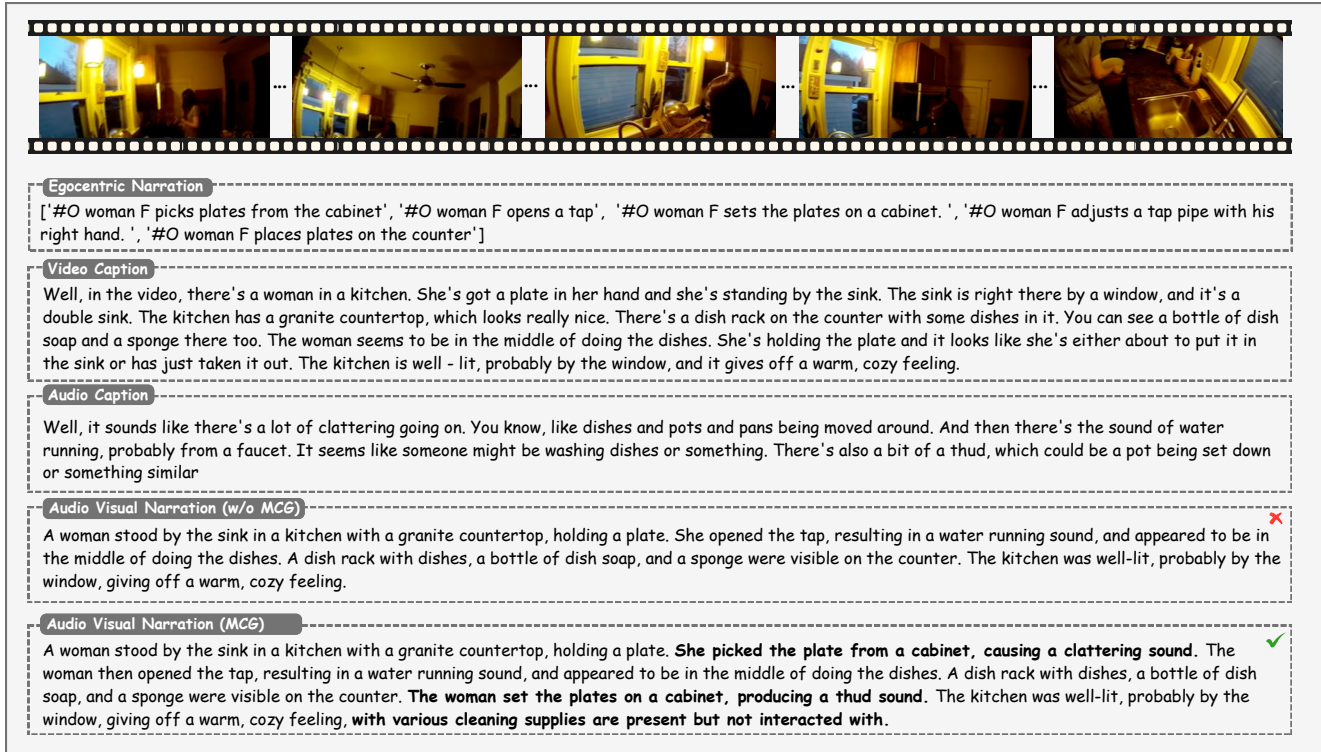 Egocentric Narration
['#O woman F picks plates from the cabinet', '#O woman F opens a tap',  '#O woman F sets the plates on a cabinet. ', '#O woman F adjusts a tap pipe with his
right hand. ', '#O woman F places plates on the counter']
Video Caption
Well, in the video, there's a woman in a kitchen. She's got a plate in her hand and she's standing by the sink. The sink is right there by a window, and it's a
double sink. The kitchen has a granite countertop, which looks really nice. There's a dish rack on the counter with some dishes in it. You can see a bottle of dish
soap and a sponge there too. The woman seems to be in the middle of doing the dishes. She's holding the plate and it looks like she's either about to put it in
the sink or has just taken it out. The kitchen is well - lit, probably by the window, and it gives off a warm, cozy feeling.
Audio Caption
Well, it sounds like there's a lot of clattering going on. You know, like dishes and pots and pans being moved around. And then there's the sound of water
running, probably from a faucet. It seems like someone might be washing dishes or something. There's also a bit of a thud, which could be a pot being set down
or something similar
Audio Visual Narration (w/o MCG)
A woman stood by the sink in a kitchen with a granite countertop, holding a plate. She opened the tap, resulting in a water running sound, and appeared to be in
the middle of doing the dishes. A dish rack with dishes, a bottle of dish soap, and a sponge were visible on the counter. The kitchen was well-lit, probably by the
window, giving off a warm, cozy feeling.
Audio Visual Narration (MCG)
A woman stood by the sink in a kitchen with a granite countertop, holding a plate. She picked the plate from a cabinet, causing a clattering sound. The
woman then opened the tap, resulting in a water running sound, and appeared to be in the middle of doing the dishes. A dish rack with dishes, a bottle of dish
soap, and a sponge were visible on the counter. The woman set the plates on a cabinet, producing a thud sound. The kitchen was well-lit, probably by the
window, giving off a warm, cozy feeling, with various cleaning supplies are present but not interacted with.